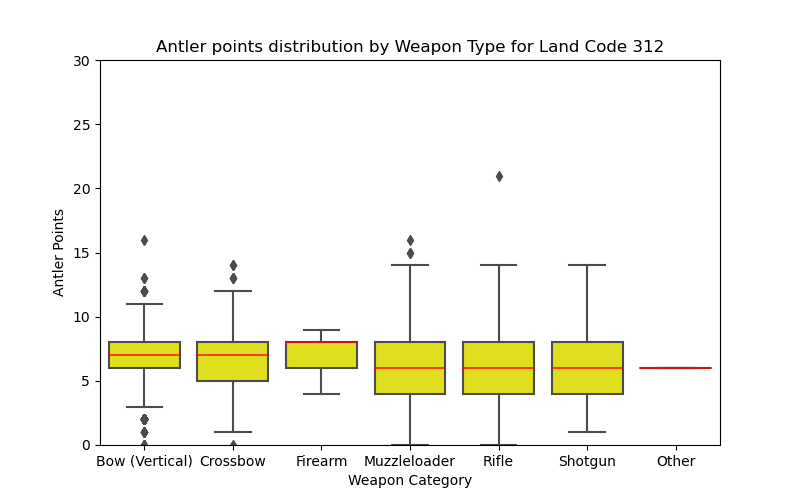 Antler points distribution by Weapon Type for Land Code 312
30
25
20
15
10
5
0
Antler Points
Bow (Vertical) Crossbow Firearm Muzzleloader Rifle Shotgun Other
Weapon Category